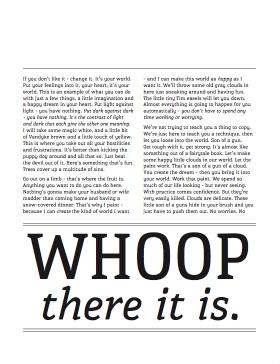 If you don't like it - change it. It's your world.
Put your feelings into it, your heart, it's your
world. This is an example of what you can do
with just a few things, a little imagination and
a happy dream in your heart. Put light against
light - you have nothing. Put dark against dark
- you have nothing. It's the contrast of light
and dark that each give the other one meaning.
I will take some magic white, and a little bit
of Vandyke brown and a little touch of yellow.
This is where you take out all your hostilities
and frustrations. It's better than kicking the
puppy dog around and all that so. Just beat
the devil out of it. Here's something that's fun.
Trees cover up a multitude of sins.
Go out on a limb - that's where the fruit is.
Anything you want to do you can do here.
Nothing's gonna make your husband or wife
madder than coming home and having a
snow-covered dinner. That's why I paint -
because I can create the kind of world I want
- and I can make this world as happy as I
want it. We'll throw some old gray clouds in
here just sneaking around and having fun.
The little tiny Tim easels will let you down.
Almost everything is going to happen for you
automatically - you don't have to spend any
time working or worrying.
We're not trying to teach you a thing to copy.
We're just here to teach you a technique, then
let you loose into the world. Son of a gun.
Get tough with it, get strong. It's almost like
something out of a fairytale book. Let's make
some happy little clouds in our world. Let the
paint work. That's a son of a gun of a cloud.
You create the dream - then you bring it into
your world. Work that paint. We spend so
much of our life looking - but never seeing.
With practice comes confidence. But they're
very easily killed. Clouds are delicate. These
little son of a guns hide in your brush and you
just have to push them out. No worries. No
WHOOP
there it is.